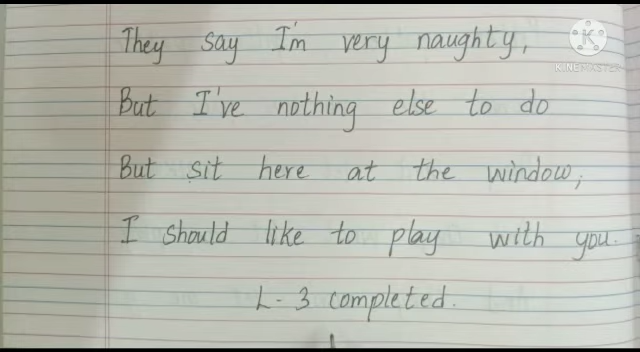 They say I'm very naughty,
But I've nothing else to do
But sit here at the window;
I should like to play with you.
L-3 completed.
K
KINEMASTER